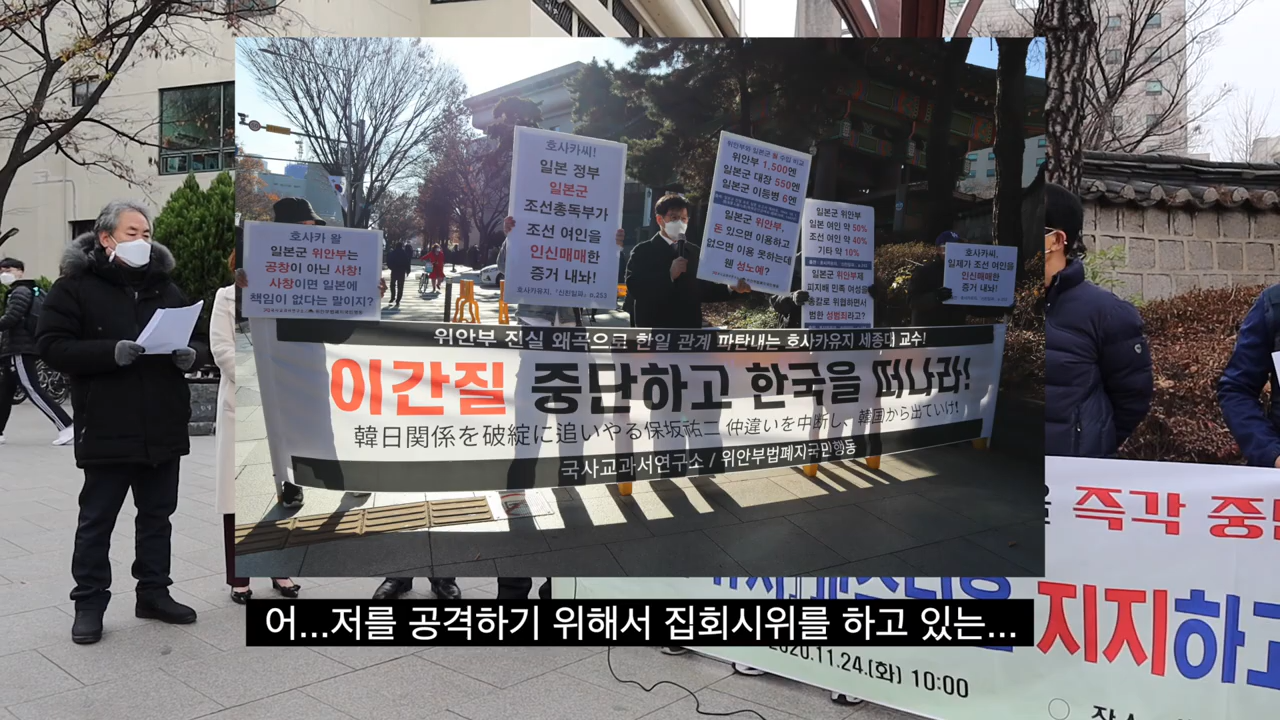 호사카씨!
일본 정부
일본군
조선총독부가
조선 여인을
인신매매한
증거 내놔!
호사카유지, 『신친일파』 p.253
위안부와 일본군 월 수입 비교
위안부 1,500엔
일본군 대장 550엔
일본군 이등병 6엔
일본군 위안부,
돈 있으면 이용하고
없으면 이용 못하는데
웬 성노예?
일본군 위안부
일본 여인 약 50%
조선 여인 약 40%
기타 약 10%
일본군 위안부제
피지배 민족 여성을
총칼로 위협하면서
범한 성범죄라고?
호사카 왈
일본군 위안부는
공창이 아닌 사창!
사창이면 일본에
책임이 없다는 말이지?
호사카씨,
일제가 조선 여인을
인신매매한
증거 내놔!
위안부 진실 왜곡으로 한일 관계 파탄내는 호사카유지 세종대 교수!
이간질 중단하고 한국을 떠나라!
韓日関係を破綻に追いやる保坂祐二 仲違いを中断し、韓国から出ていけ!
국사교과서연구소 / 위안부법폐지국민행동
즉각 중단
지지하고
2020.11.24.(화) 10:00
어...저를 공격하기 위해서 집회시위를 하고 있는...